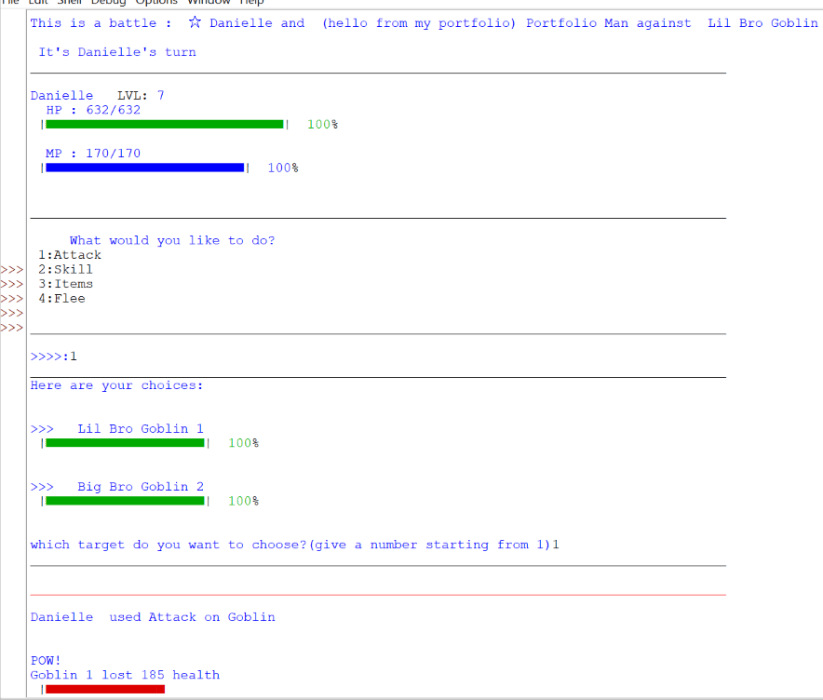 File Edit Shell Debug Options Window Help
This is a battle : ☆ Danielle and (hello from my portfolio) Portfolio Man against Lil Bro Goblin
It's Danielle's turn
Danielle LVL: 7
HP : 632/632
| | 100%
MP : 170/170
| | 100%
What would you like to do?
1:Attack
>>> 2:Skill
>>> 3:Items
>>> 4:Flee
>>>
>>>
>>>>:1
Here are your choices:
>>> Lil Bro Goblin 1
| | 100%
>>> Big Bro Goblin 2
| | 100%
which target do you want to choose?(give a number starting from 1)1
Danielle used Attack on Goblin
POW!
Goblin 1 lost 185 health
|